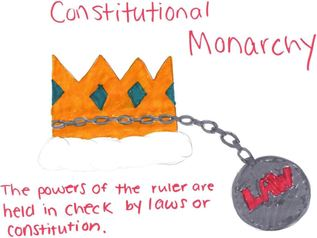 Constitutional
Monarchy
LAW
The powers of the ruler are
held in check by laws or
constitution.